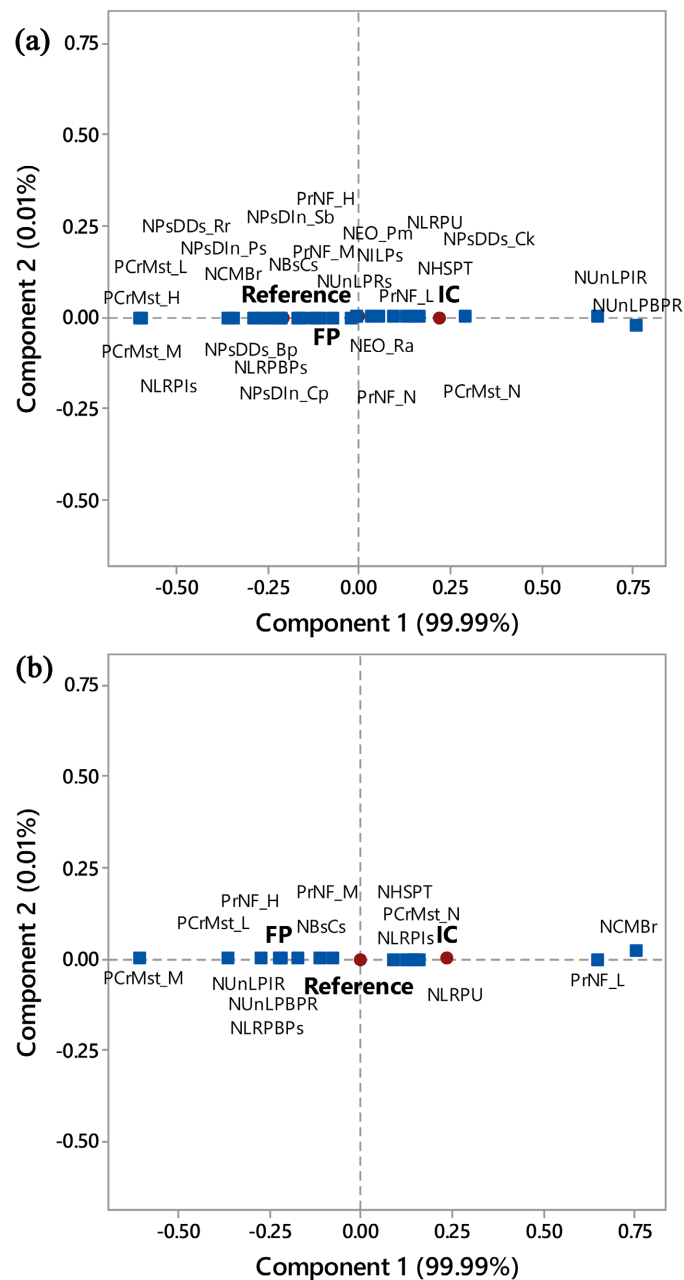 (a)
0.75
0.50
PrNF_H
NPsDIn_Sb
0.25
NPsDDs_Rr
NLRPU
NEO_Pm
NPsDDs_Ck
NPsDIn_Ps
PrNF_M
NILPs
PCrMst_L
NBsCs
NHSPT
NCMBr
NUnLPRs
NUnLPIR
PCrMst_H
Reference
PrNF_L
IC
NUnLPBPR
0.00
FP
PCrMst_M
NPsDDs_Bp
NEO_Ra
NLRPBPs
NLRPIs
NPsDIn_Cp
PrNF_N
PCrMst_N
-0.25
-0.50
Component 2 (0.01%)
-0.50 -0.25 0.00 0.25 0.50 0.75
Component 1 (99.99%)
(b)
0.75
0.50
0.25
PrNF_H
PrNF_M
NHSPT
PCrMst_L
NBsCs
PCrMst_N
NCMBr
FP
NLRPIs
IC
0.00
PCrMst_M
NUnLPIR
Reference
NLRPU
PrNF_L
NUnLPBPR
NLRPBPs
-0.25
-0.50
Component 2 (0.01%)
-0.50 -0.25 0.00 0.25 0.50 0.75
Component 1 (99.99%)